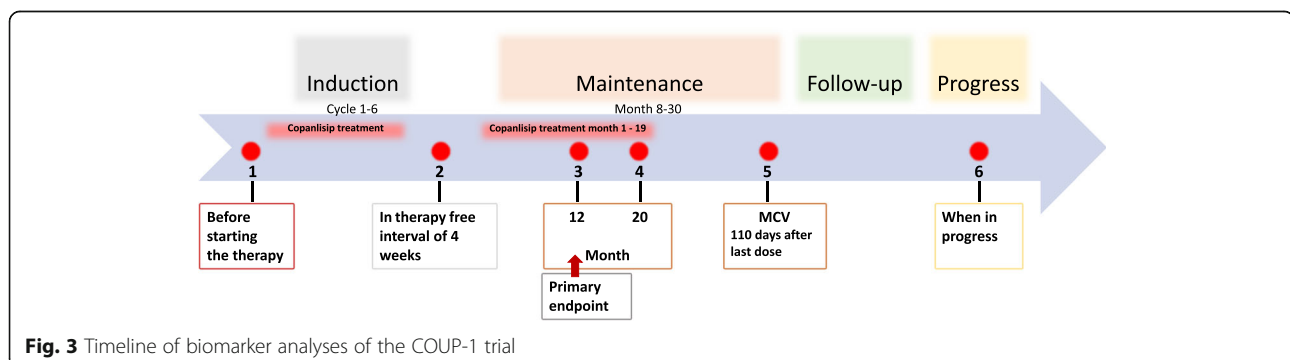 Induction
Maintenance
Follow-up
Progress
Cycle 1-6
Month 8-30
Copanlisip treatment
Copanlisip treatment month 1 - 19
1
2
3
4
5
6
Before
starting
the therapy
In therapy free
interval of 4
weeks
12 20
Month
MCV
110 days after
last dose
When in
progress
Primary
endpoint
Fig. 3 Timeline of biomarker analyses of the COUP-1 trial